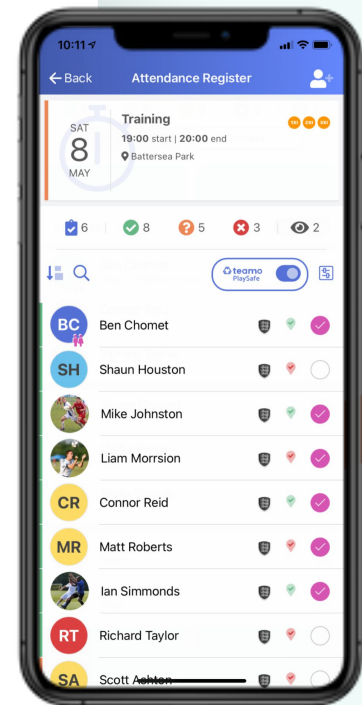 10:11
Back Attendance Register
SAT
8
MAY
Training
19:00 start | 20:00 end
Battersea Park
6 8 5 3 2
teamo
PlaySafe
BC Ben Chomet
SH Shaun Houston
Mike Johnston
Liam Morrsion
CR Connor Reid
MR Matt Roberts
Ian Simmonds
RT Richard Taylor
SA Scott Ashton